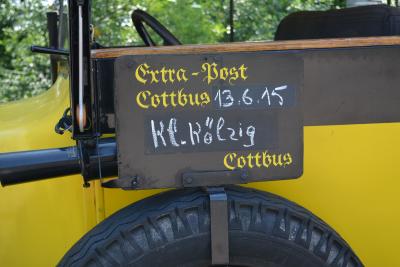 Extra-Post
Cottbus 13.6.15
Kl. Kölzig
Cottbus